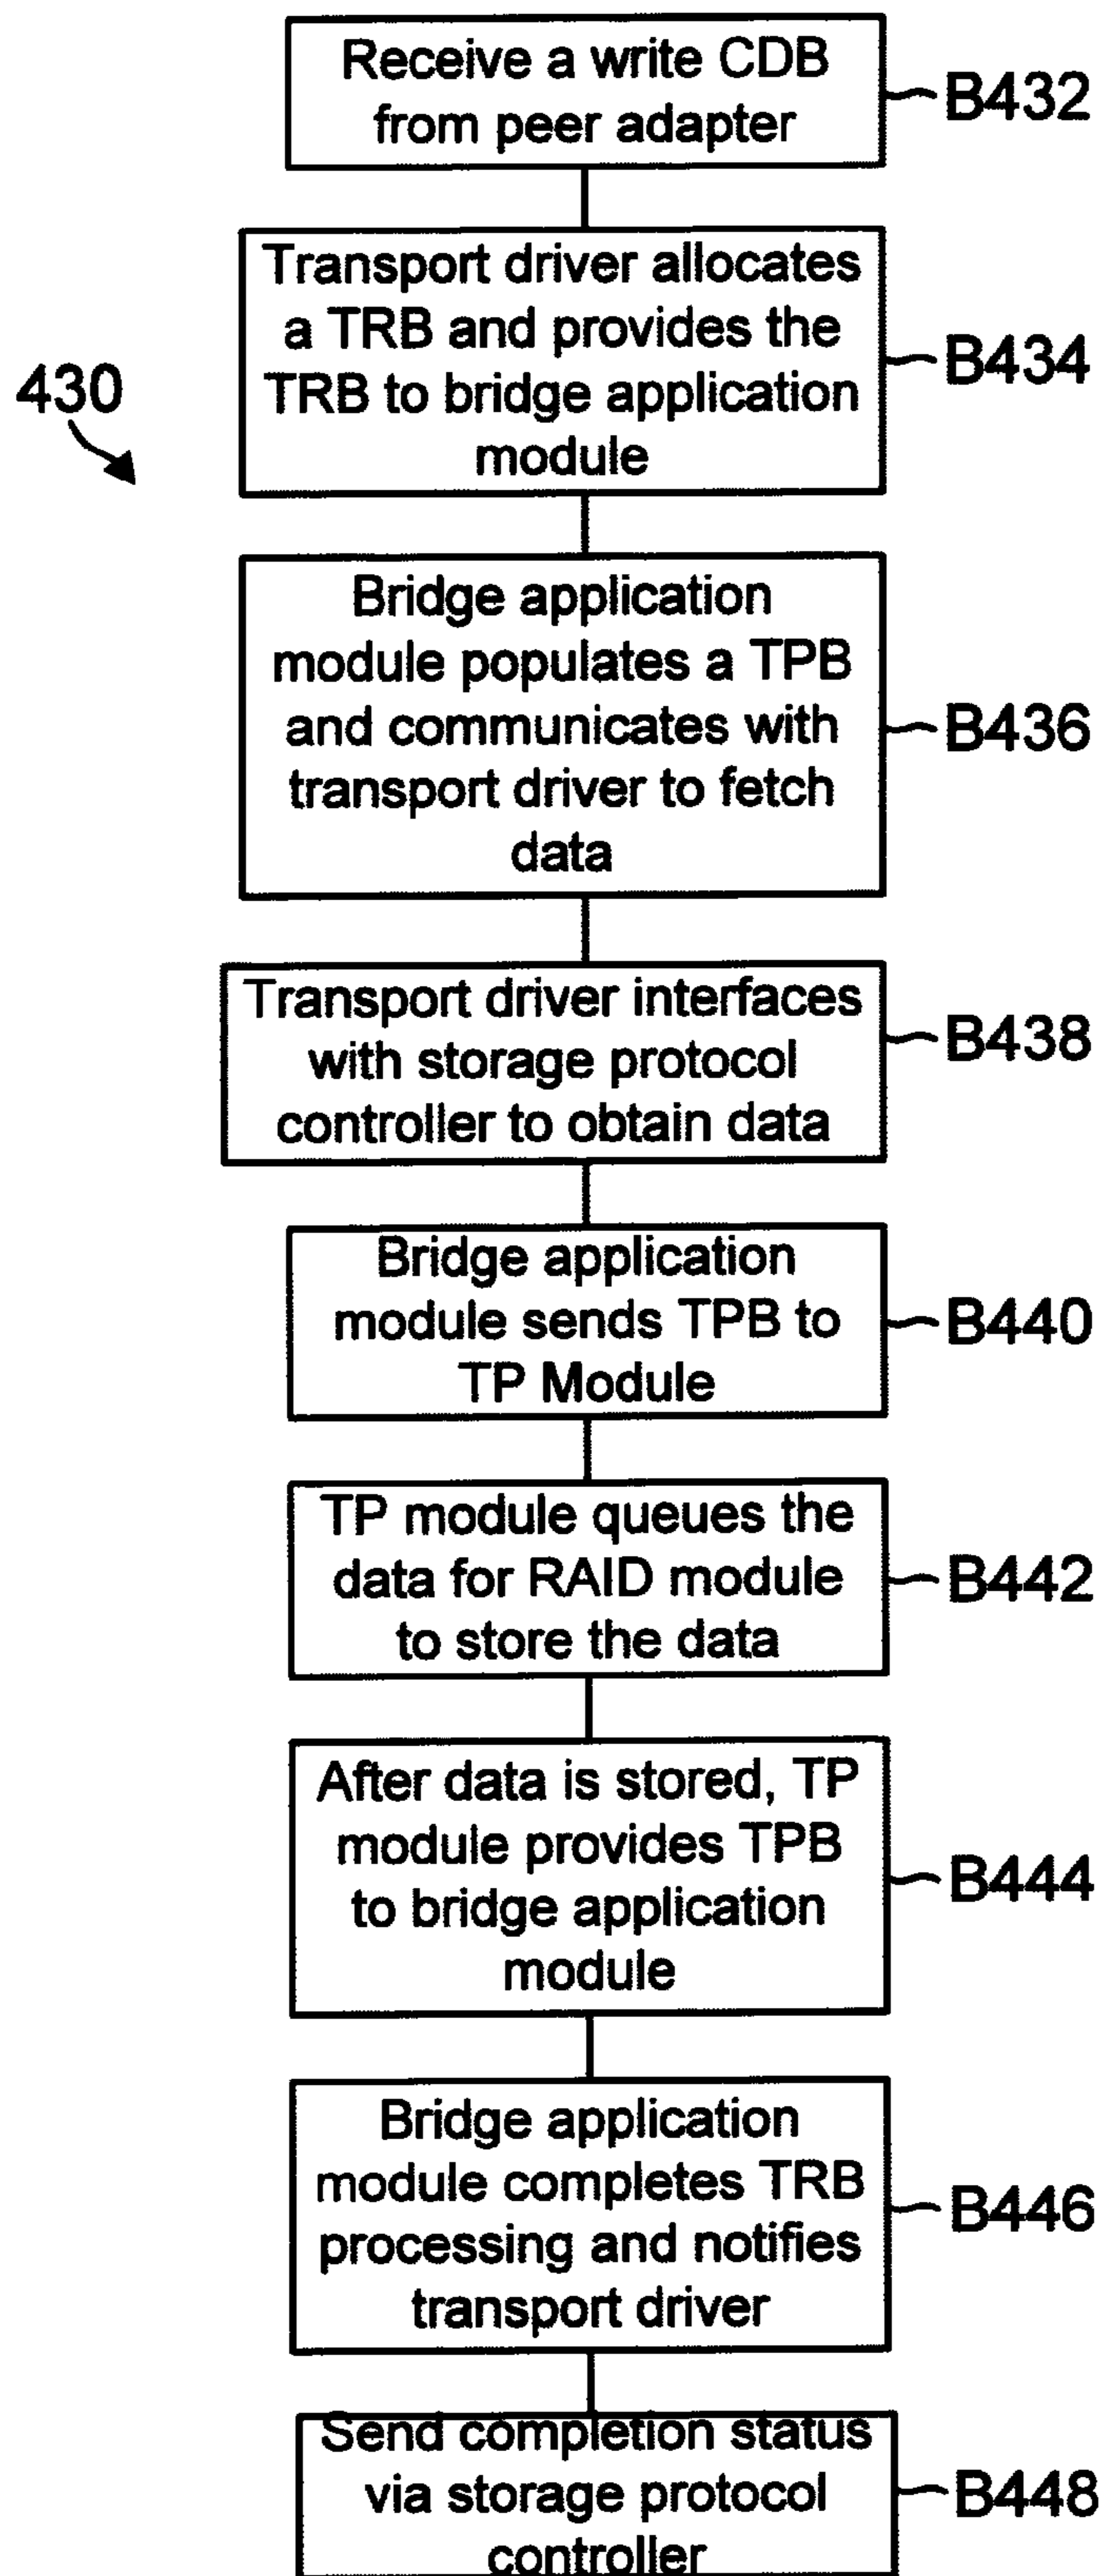 Receive a write CDB
from peer adapter
B432
Transport driver allocates
a TRB and provides the
TRB to bridge application
module
B434
430
Bridge application
module populates a TPB
and communicates with
transport driver to fetch
data
B436
Transport driver interfaces
with storage protocol
controller to obtain data
B438
Bridge application
module sends TPB to
TP Module
B440
TP module queues the
data for RAID module
to store the data
B442
After data is stored, TP
module provides TPB
to bridge application
module
B444
Bridge application
module completes TRB
processing and notifies
transport driver
B446
Send completion status
via storage protocol
controller
B448